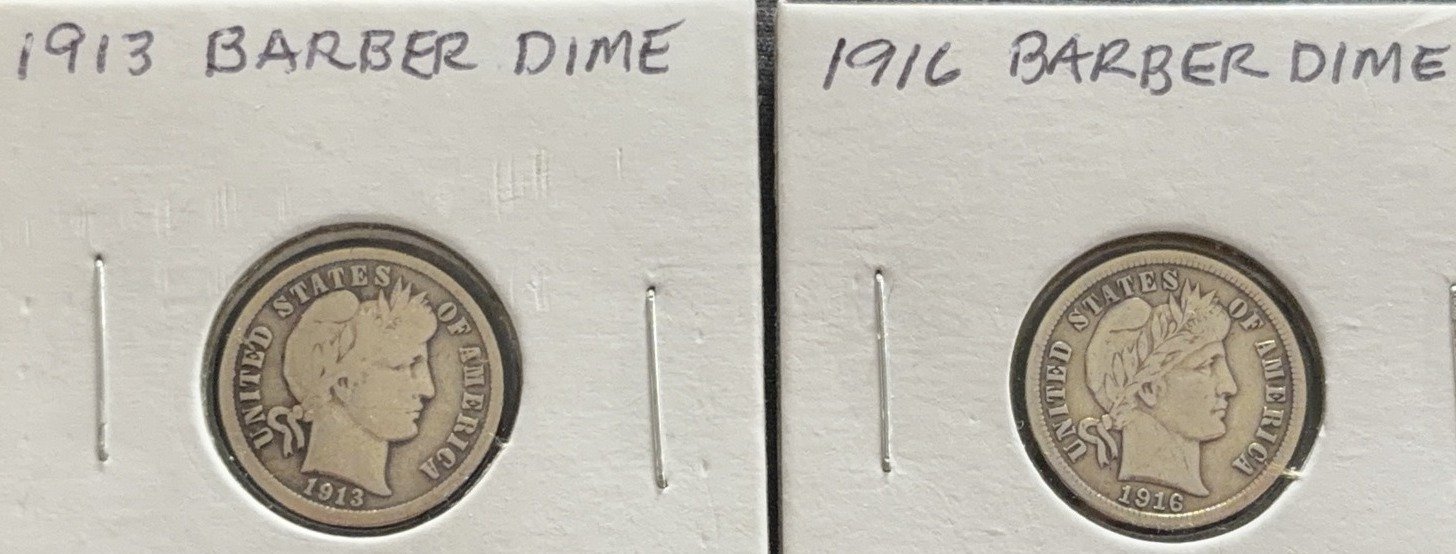 1913 BARBER DIME
UNITED STATES OF AMERICA
1913
1916 BARBER DIME
UNITED STATES OF AMERICA
1916